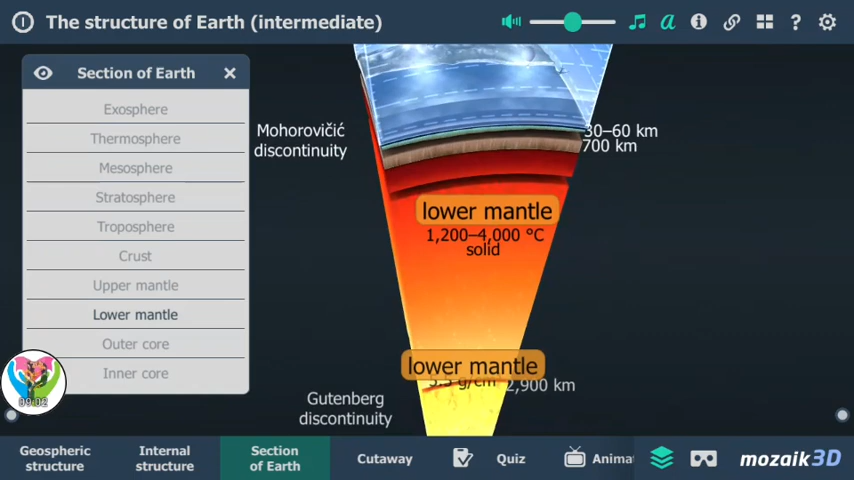 The structure of Earth (intermediate)
Section of Earth
Exosphere
Thermosphere
Mesosphere
Stratosphere
Troposphere
Crust
Upper mantle
Lower mantle
Outer core
Inner core
Mohorovičić
discontinuity
30–60 km
700 km
lower mantle
1,200–4,000 °C
solid
lower mantle
2,900 km
Gutenberg
discontinuity
Geospheric
structure
Internal
structure
Section
of Earth
Cutaway
Quiz
Anima
mozaik3D